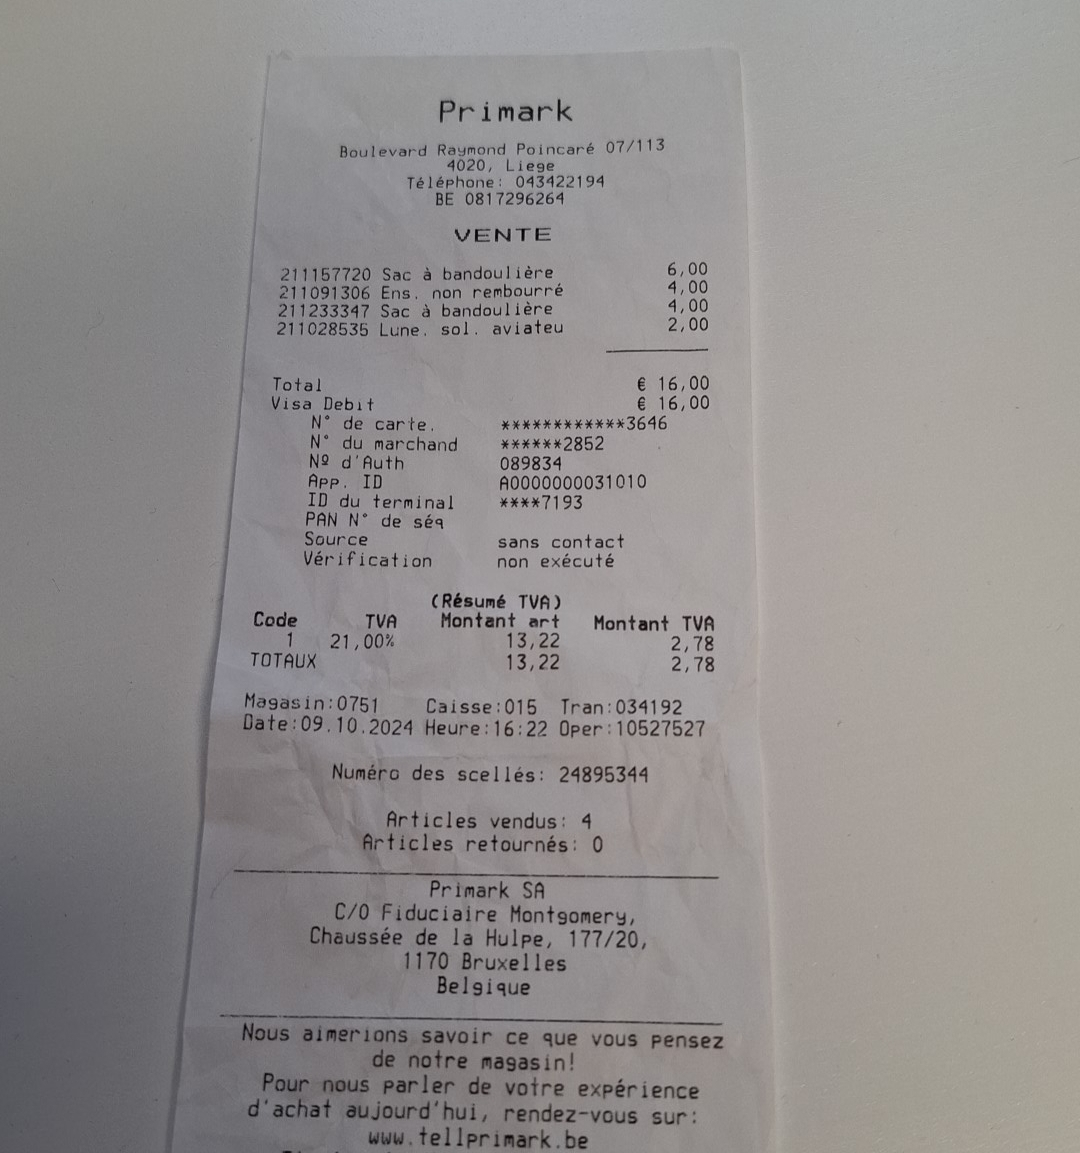 Primark
Boulevard Raymond Poincaré 07/113
4020, Liege
Téléphone: 043422194
BE 0817296264
VENTE
211157720 Sac à bandoulière 6,00
211091306 Ens. non rembourré 4,00
211233347 Sac à bandoulière 4,00
211028535 Lune. sol. aviateu 2,00
Total € 16,00
Visa Debit € 16,00
N° de carte. ************3646
N° du marchand ******2852
Nº d'Auth 089834
App. ID A0000000031010
ID du terminal ****7193
PAN N° de séq
Source sans contact
Vérification non exécuté
(Résumé TVA)
Code TVA Montant art Montant TVA
1 21,00% 13,22 2,78
TOTAUX 13,22 2,78
Magasin:0751 Caisse:015 Tran:034192
Date:09.10.2024 Heure:16:22 Oper:10527527
Numéro des scellés: 24895344
Articles vendus: 4
Articles retournés: 0
Primark SA
C/O Fiduciaire Montgomery,
Chaussée de la Hulpe, 177/20,
1170 Bruxelles
Belgique
Nous aimerions savoir ce que vous pensez
de notre magasin!
Pour nous parler de votre expérience
d'achat aujourd'hui, rendez-vous sur:
www.tellprimark.be